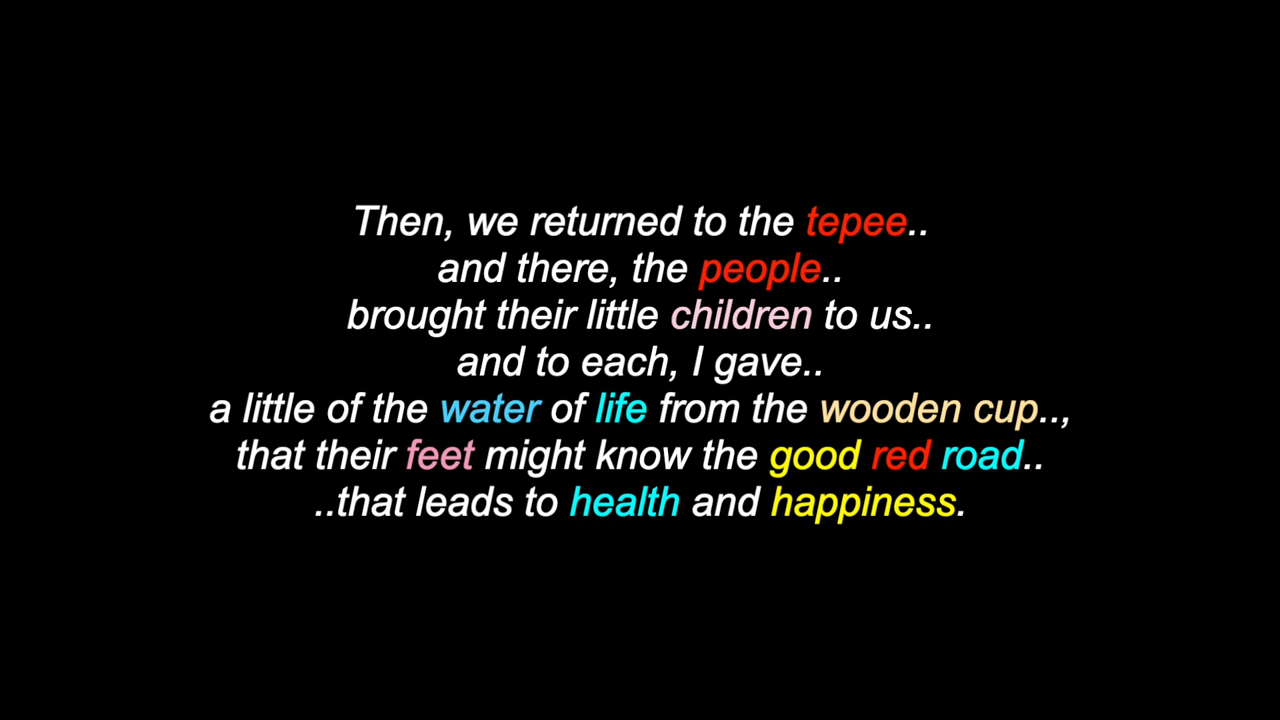 Then, we returned to the tepee..
and there, the people..
brought their little children to us..
and to each, I gave..
a little of the water of life from the wooden cup..,
that their feet might know the good red road..
..that leads to health and happiness.